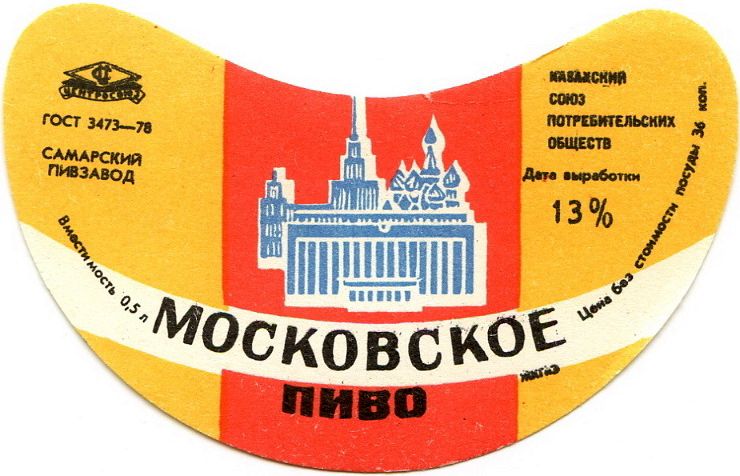 ЦЕНТРОСОЮЗ
ГОСТ 3473—78
САМАРСКИЙ
ПИВЗАВОД
Вместимость 0,5 л
КАЗАХСКИЙ
СОЮЗ
ПОТРЕБИТЕЛЬСКИХ
ОБЩЕСТВ
Дата выработки
13%
Цена без стоимости посуды 36 коп.
МОСКОВСКОЕ
ПИВО